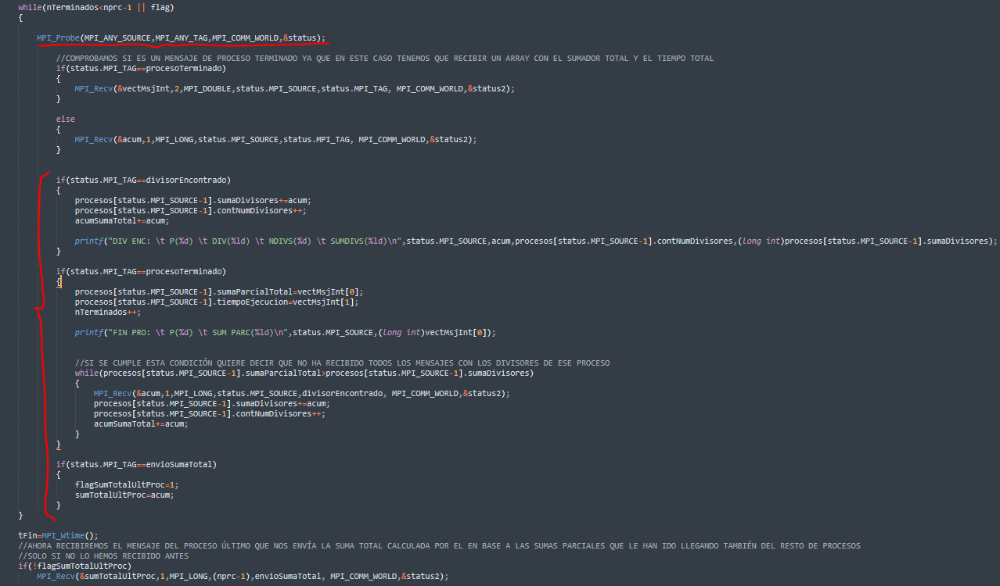 while(nTerminados<nprc-1 || flag)
{
MPI_Probe(MPI_ANY_SOURCE,MPI_ANY_TAG,MPI_COMM_WORLD,&status);
//COMPROBAMOS SI ES UN MENSAJE DE PROCESO TERMINADO YA QUE EN ESTE CASO TENEMOS QUE RECIBIR UN ARRAY CON EL SUMADOR TOTAL Y EL TIEMPO TOTAL
if(status.MPI_TAG==procesoTerminado)
{
MPI_Recv(&vectMsjInt,2,MPI_DOUBLE,status.MPI_SOURCE,status.MPI_TAG, MPI_COMM_WORLD,&status2);
}
else
{
MPI_Recv(&acum,1,MPI_LONG,status.MPI_SOURCE,status.MPI_TAG, MPI_COMM_WORLD,&status2);
}
if(status.MPI_TAG==divisorEncontrado)
{
procesos[status.MPI_SOURCE-1].sumaDivisores+=acum;
procesos[status.MPI_SOURCE-1].contNumDivisores++;
acumSumaTotal+=acum;
printf("DIV ENC: \t P(%d) \t DIV(%ld) \t NDIVS(%d) \t SUMDIVS(%ld)\n",status.MPI_SOURCE,acum,procesos[status.MPI_SOURCE-1].contNumDivisores,(long int)procesos[status.MPI_SOURCE-1].sumaDivisores);
}
if(status.MPI_TAG==procesoTerminado)
{
procesos[status.MPI_SOURCE-1].sumaParcialTotal=vectMsjInt[0];
procesos[status.MPI_SOURCE-1].tiempoEjecucion=vectMsjInt[1];
nTerminados++;
printf("FIN PRO: \t P(%d) \t SUM PARC(%ld)\n",status.MPI_SOURCE,(long int)vectMsjInt[0]);
//SI SE CUMPLE ESTA CONDICIÓN QUIERE DECIR QUE NO HA RECIBIDO TODOS LOS MENSAJES CON LOS DIVISORES DE ESE PROCESO
while(procesos[status.MPI_SOURCE-1].sumaParcialTotal>procesos[status.MPI_SOURCE-1].sumaDivisores)
{
MPI_Recv(&acum,1,MPI_LONG,status.MPI_SOURCE,divisorEncontrado, MPI_COMM_WORLD,&status2);
procesos[status.MPI_SOURCE-1].sumaDivisores+=acum;
procesos[status.MPI_SOURCE-1].contNumDivisores++;
acumSumaTotal+=acum;
}
}
if(status.MPI_TAG==envioSumaTotal)
{
flagSumTotalUltProc=1;
sumTotalUltProc=acum;
}
}
tFin=MPI_Wtime();
//AHORA RECIBIREMOS EL MENSAJE DEL PROCESO ÚLTIMO QUE NOS ENVÍA LA SUMA TOTAL CALCULADA POR EL EN BASE A LAS SUMAS PARCIALES QUE LE HAN IDO LLEGANDO TAMBIÉN DEL RESTO DE PROCESOS
//SOLO SI NO LO HEMOS RECIBIDO ANTES
if(!flagSumTotalUltProc)
MPI_Recv(&sumTotalUltProc,1,MPI_LONG,(nprc-1),envioSumaTotal, MPI_COMM_WORLD,&status2);